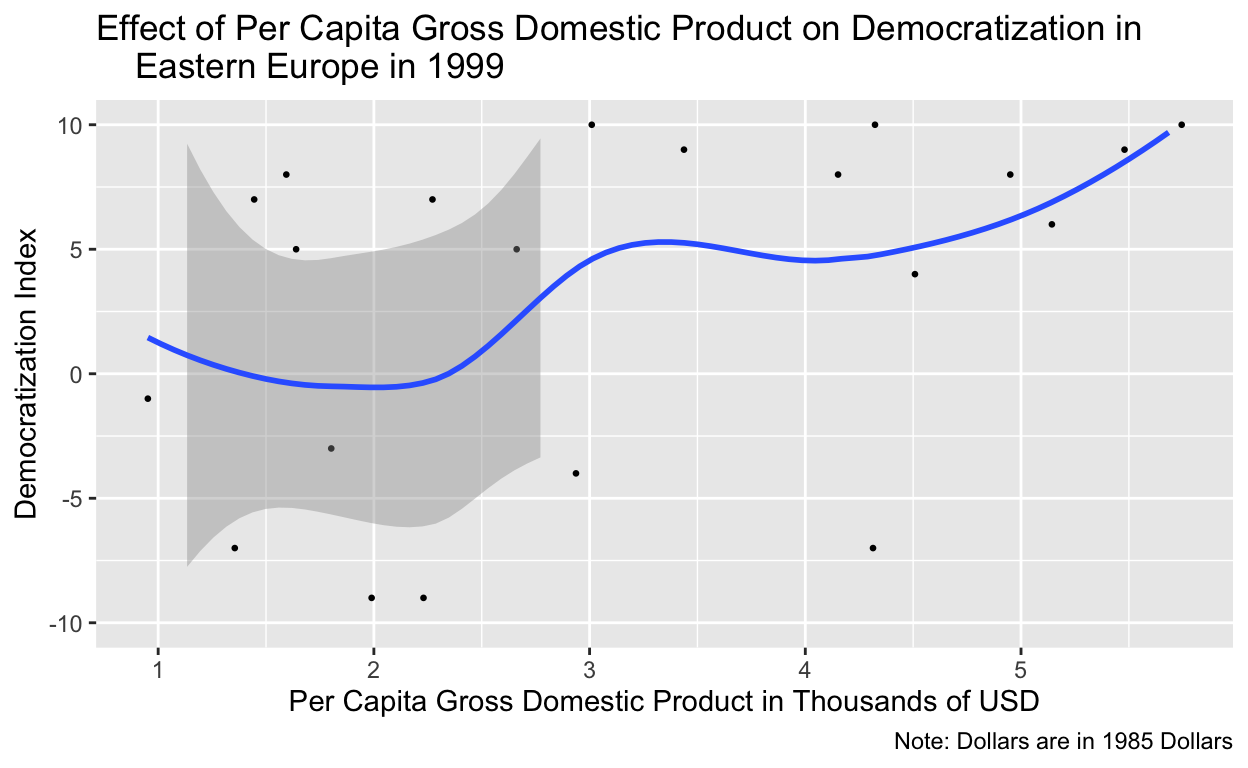 Effect of Per Capita Gross Domestic Product on Democratization in
Eastern Europe in 1999
Democratization Index
10
5
0
-5
-10
1 2 3 4 5
Per Capita Gross Domestic Product in Thousands of USD
Note: Dollars are in 1985 Dollars